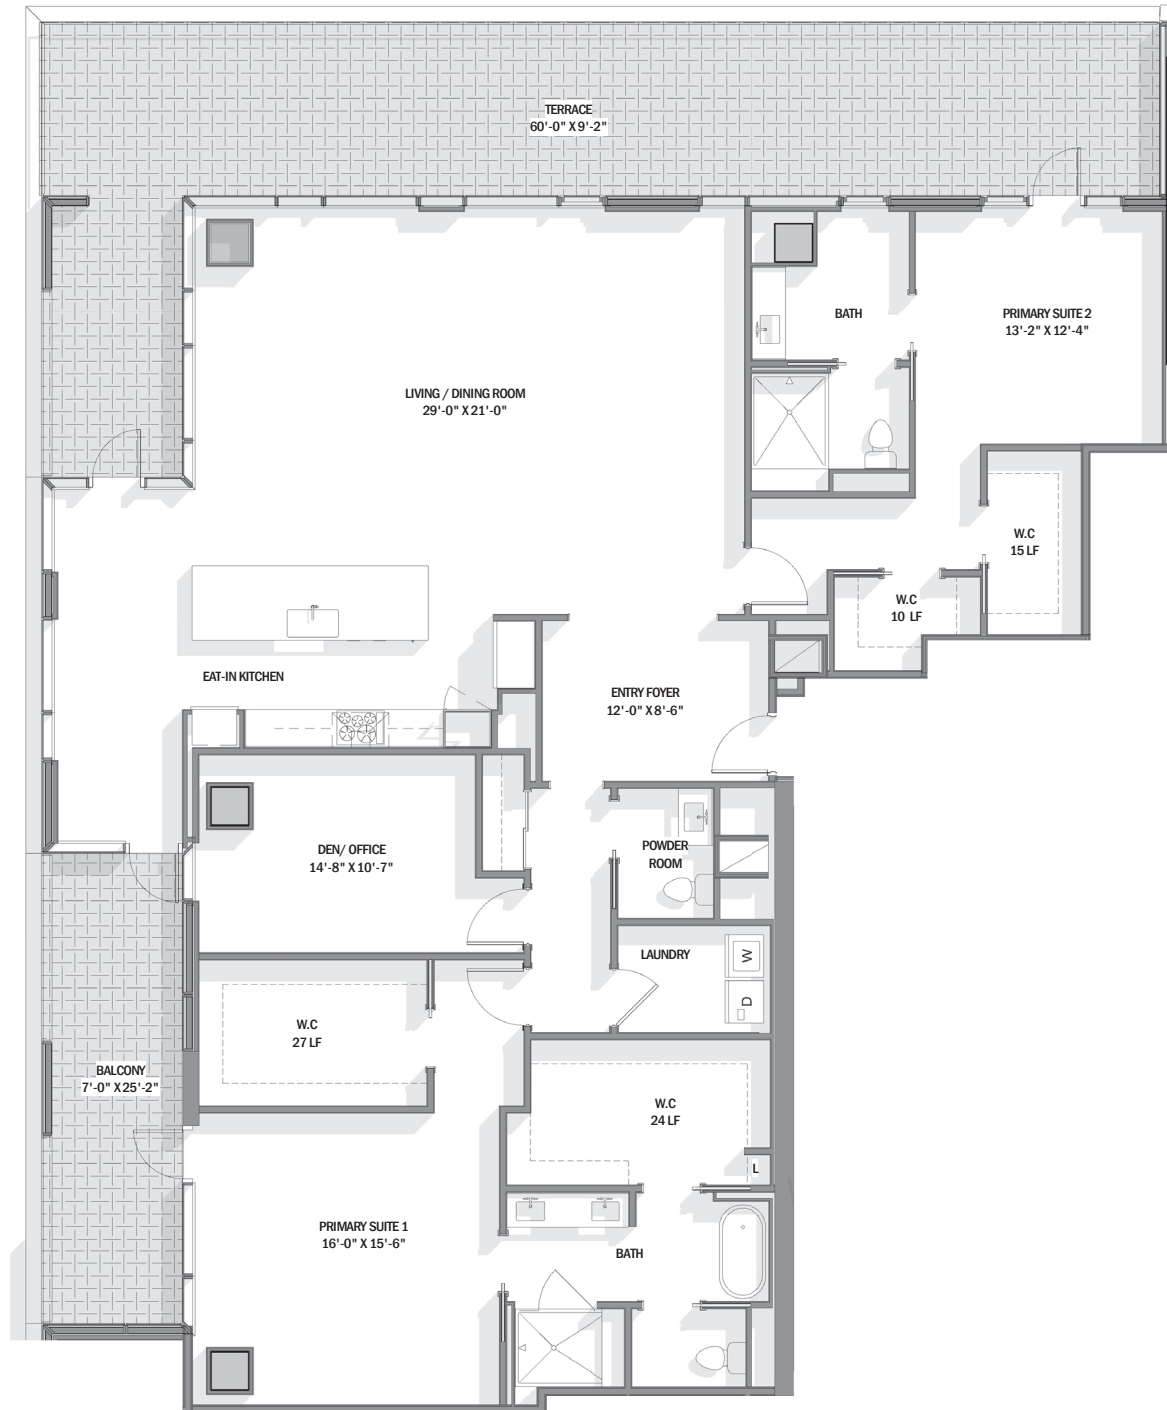 TERRACE
60'-0" X 9'-2"
BATH
PRIMARY SUITE 2
13'-2" X 12'-4"
LIVING / DINING ROOM
29'-0" X 21'-0"
W.C
15 LF
W.C
10 LF
EAT-IN KITCHEN
ENTRY FOYER
12'-0" X 8'-6"
DEN/ OFFICE
14'-8" X 10'-7"
POWDER
ROOM
LAUNDRY
W
D
W.C
27 LF
BALCONY
7'-0" X 25'-2"
W.C
24 LF
L
PRIMARY SUITE 1
16'-0" X 15'-6"
BATH